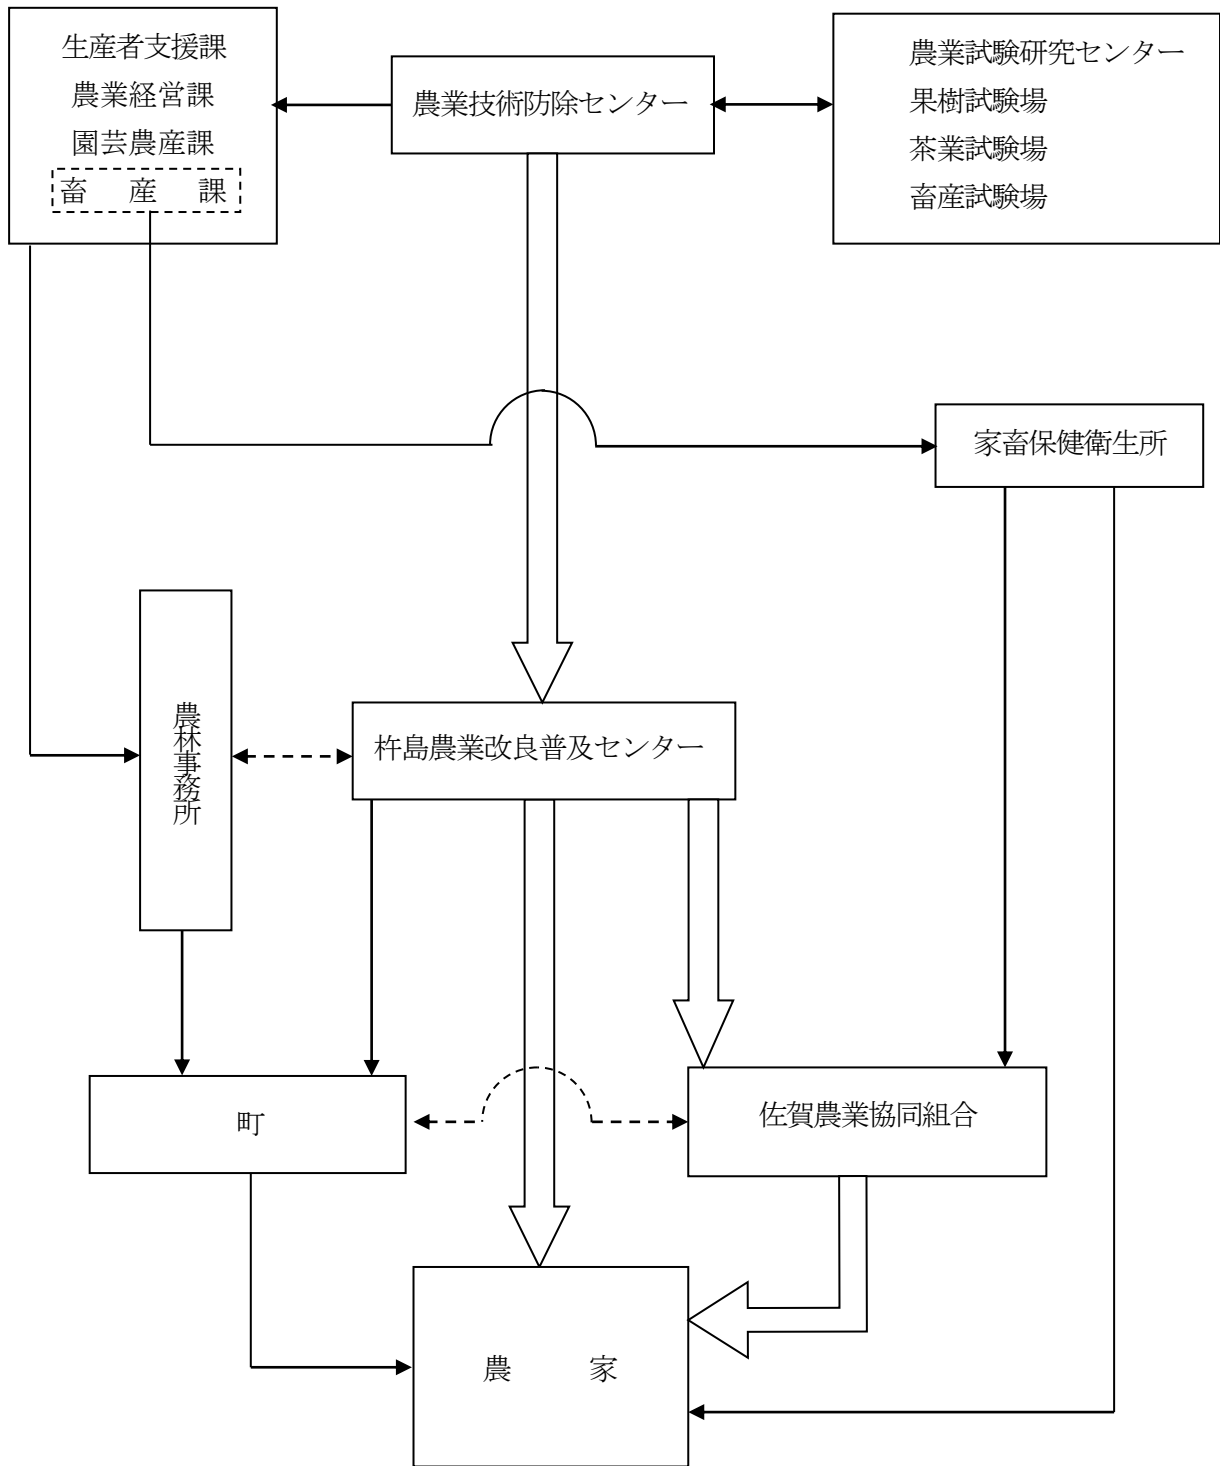 生産者支援課
農業経営課
園芸農産課
畜　産　課
農業技術防除センター
農業試験研究センター
果樹試験場
茶業試験場
畜産試験場
家畜保健衛生所
農林事務所
杵島農業改良普及センター
町
佐賀農業協同組合
農　　家